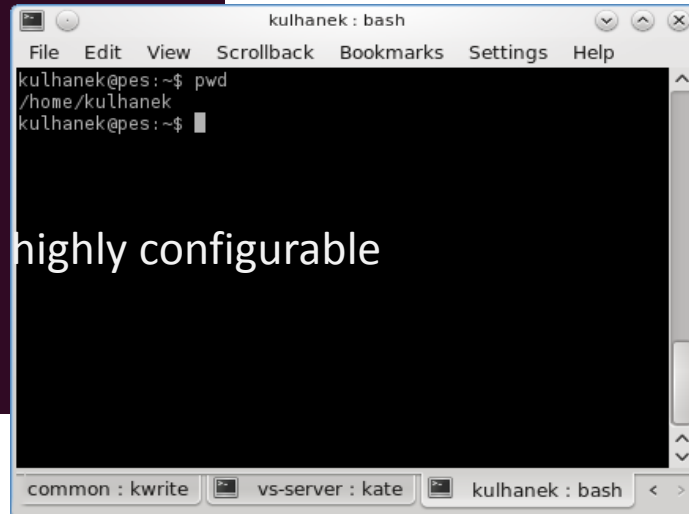 kulhanek : bash
File Edit View Scrollback Bookmarks Settings Help
kulhanek@pes:~$ pwd
/home/kulhanek
kulhanek@pes:~$
highly configurable
common : kwrite vs-server : kate kulhanek : bash